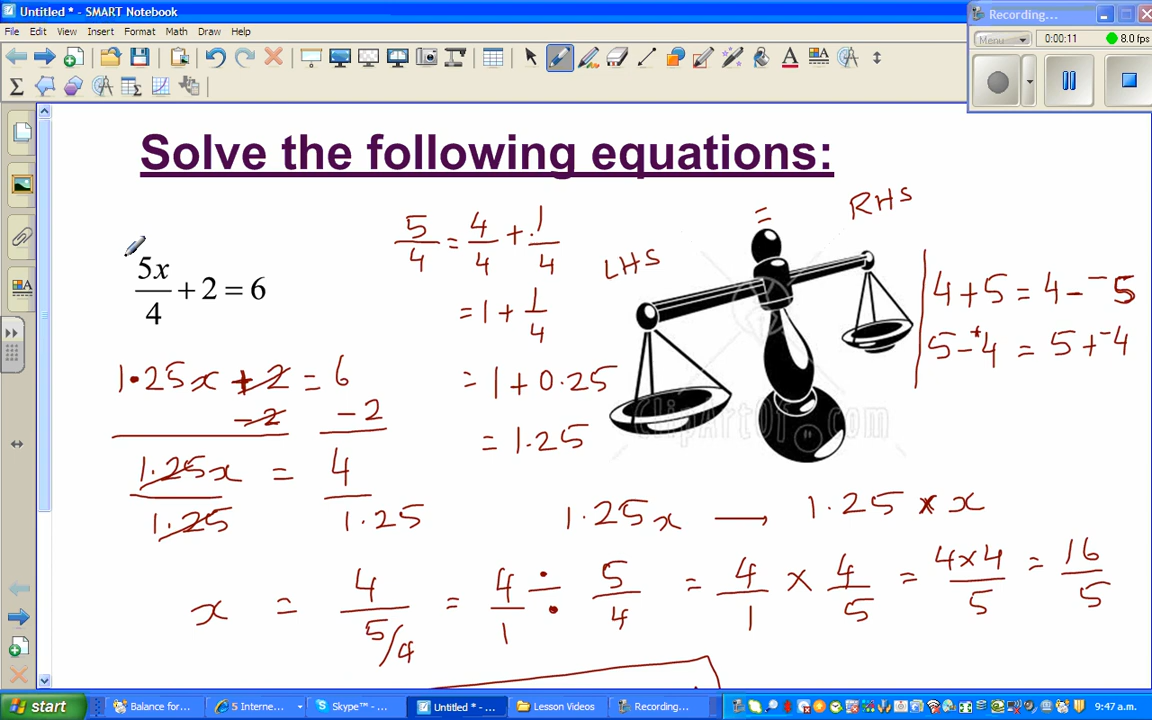 Untitled * - SMART Notebook
Recording...
File Edit View Insert Format Math Draw Help
Menu
0:00:11
8.0 fps
Solve the following equations:
5x/4 + 2 = 6
5/4 = 4/4 + 1/4
= 1 + 1/4
= 1 + 0.25
= 1.25
LHS
=
RHS
4 + 5 = 4 - -5
5 - +4 = 5 + -4
ClipArtOf
1.25x + 2 = 6
-2 -2
1.25x/1.25 = 4/1.25
1.25x → 1.25 × x
x = 4/(5/4) = 4/1 ÷ 5/4 = 4/1 × 4/5 = 4×4/5 = 16/5
start
Balance for...
5 Interne...
Skype™ - ...
Untitled * - ...
Lesson Videos
Recording...
9:47 a.m.